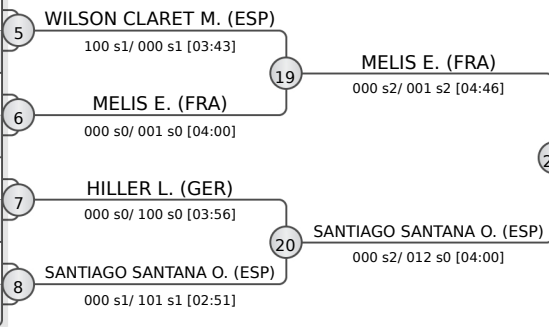 5
WILSON CLARET M. (ESP)
100 s1/ 000 s1 [03:43]
19
MELIS E. (FRA)
000 s2/ 001 s2 [04:46]
6
MELIS E. (FRA)
000 s0/ 001 s0 [04:00]
7
HILLER L. (GER)
000 s0/ 100 s0 [03:56]
20
SANTIAGO SANTANA O. (ESP)
000 s2/ 012 s0 [04:00]
8
SANTIAGO SANTANA O. (ESP)
000 s1/ 101 s1 [02:51]